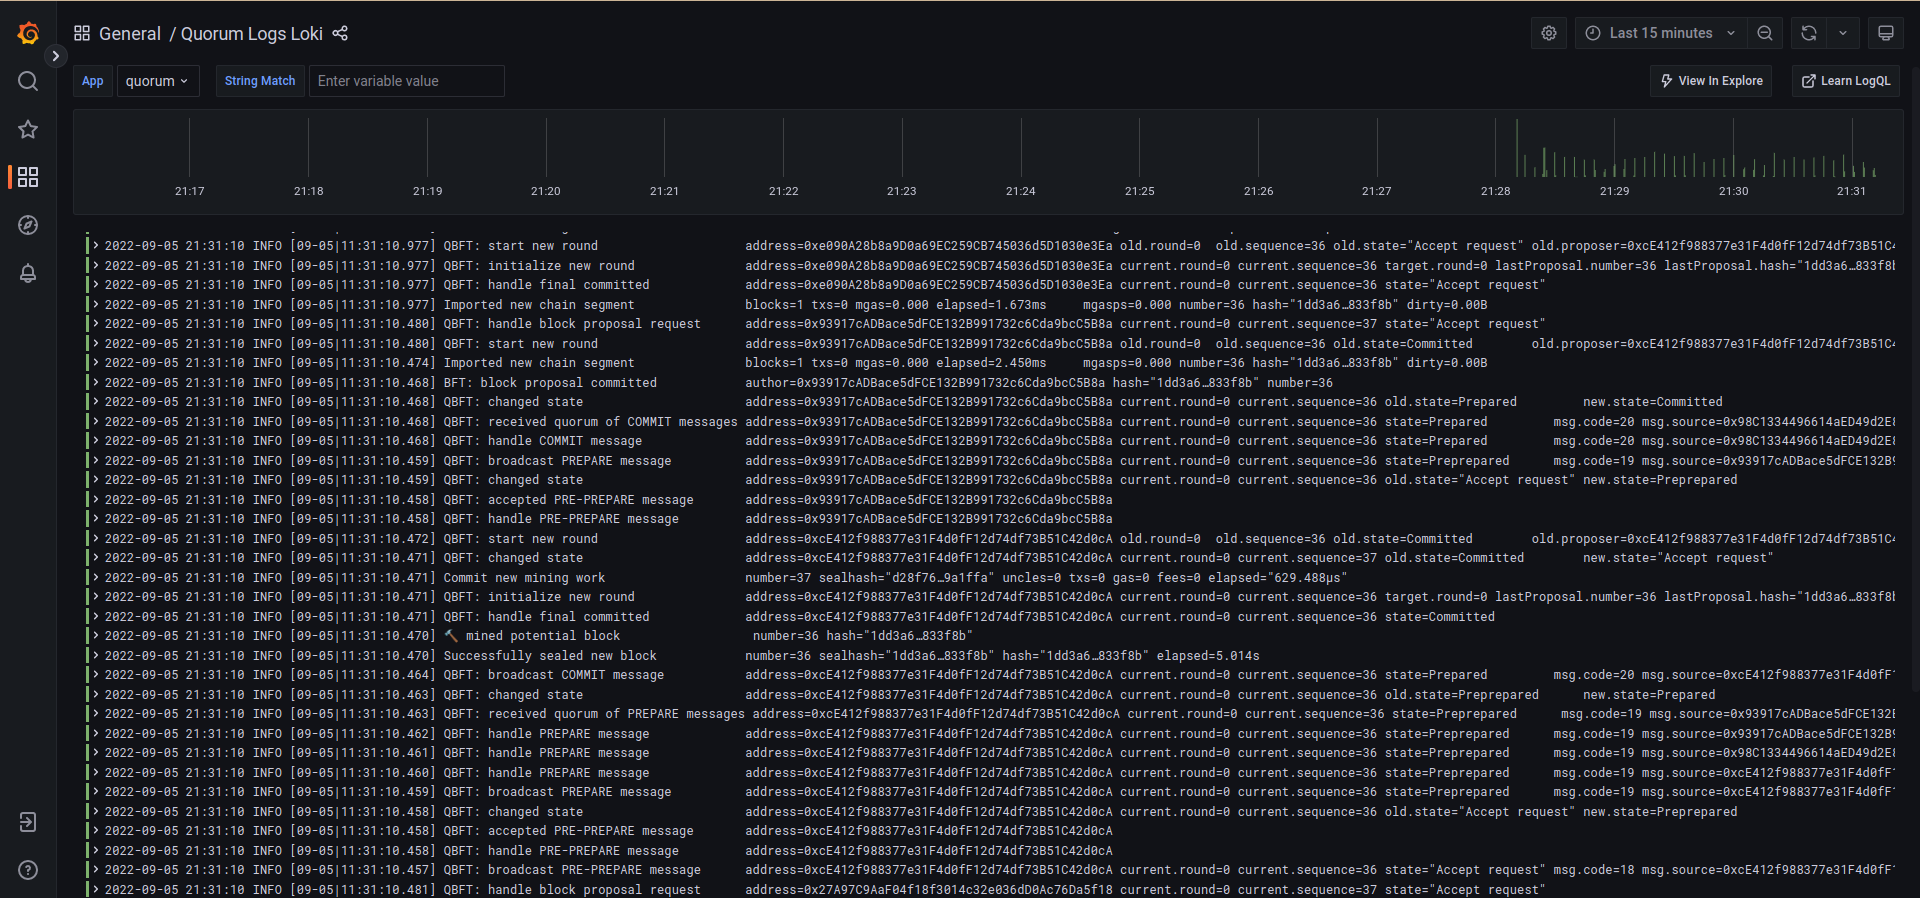 General / Quorum Logs Loki
Last 15 minutes
App quorum String Match Enter variable value View In Explore Learn LogQL
21:17 21:18 21:19 21:20 21:21 21:22 21:23 21:24 21:25 21:26 21:27 21:28 21:29 21:30 21:31
2022-09-05 21:31:10 INFO [09-05|11:31:10.977] QBFT: start new round address=0xe090A28b8a9D0a69EC259CB745036d5D1030e3Ea old.round=0 old.sequence=36 old.state="Accept request" old.proposer=0xcE412f988377e31F4d0fF12d74df73B51C4
2022-09-05 21:31:10 INFO [09-05|11:31:10.977] QBFT: initialize new round address=0xe090A28b8a9D0a69EC259CB745036d5D1030e3Ea current.round=0 current.sequence=36 target.round=0 lastProposal.number=36 lastProposal.hash="1dd3a6…833f8b
2022-09-05 21:31:10 INFO [09-05|11:31:10.977] QBFT: handle final committed address=0xe090A28b8a9D0a69EC259CB745036d5D1030e3Ea current.round=0 current.sequence=36 state="Accept request"
2022-09-05 21:31:10 INFO [09-05|11:31:10.977] Imported new chain segment blocks=1 txs=0 mgas=0.000 elapsed=1.673ms mgasps=0.000 number=36 hash="1dd3a6…833f8b" dirty=0.00B
2022-09-05 21:31:10 INFO [09-05|11:31:10.480] QBFT: handle block proposal request address=0x93917cADBace5dFCE132B991732c6Cda9bcC5B8a current.round=0 current.sequence=37 state="Accept request"
2022-09-05 21:31:10 INFO [09-05|11:31:10.480] QBFT: start new round address=0x93917cADBace5dFCE132B991732c6Cda9bcC5B8a old.round=0 old.sequence=36 old.state=Committed old.proposer=0xcE412f988377e31F4d0fF12d74df73B51C4
2022-09-05 21:31:10 INFO [09-05|11:31:10.474] Imported new chain segment blocks=1 txs=0 mgas=0.000 elapsed=2.450ms mgasps=0.000 number=36 hash="1dd3a6…833f8b" dirty=0.00B
2022-09-05 21:31:10 INFO [09-05|11:31:10.468] BFT: block proposal committed author=0x93917cADBace5dFCE132B991732c6Cda9bcC5B8a hash="1dd3a6…833f8b" number=36
2022-09-05 21:31:10 INFO [09-05|11:31:10.468] QBFT: changed state address=0x93917cADBace5dFCE132B991732c6Cda9bcC5B8a current.round=0 current.sequence=36 old.state=Prepared new.state=Committed
2022-09-05 21:31:10 INFO [09-05|11:31:10.468] QBFT: received quorum of COMMIT messages address=0x93917cADBace5dFCE132B991732c6Cda9bcC5B8a current.round=0 current.sequence=36 state=Prepared msg.code=20 msg.source=0x98C1334496614aED49d2E8
2022-09-05 21:31:10 INFO [09-05|11:31:10.468] QBFT: handle COMMIT message address=0x93917cADBace5dFCE132B991732c6Cda9bcC5B8a current.round=0 current.sequence=36 state=Prepared msg.code=20 msg.source=0x98C1334496614aED49d2E8
2022-09-05 21:31:10 INFO [09-05|11:31:10.459] QBFT: broadcast PREPARE message address=0x93917cADBace5dFCE132B991732c6Cda9bcC5B8a current.round=0 current.sequence=36 state=Preprepared msg.code=19 msg.source=0x93917cADBace5dFCE132B9
2022-09-05 21:31:10 INFO [09-05|11:31:10.459] QBFT: changed state address=0x93917cADBace5dFCE132B991732c6Cda9bcC5B8a current.round=0 current.sequence=36 old.state="Accept request" new.state=Preprepared
2022-09-05 21:31:10 INFO [09-05|11:31:10.458] QBFT: accepted PRE-PREPARE message address=0x93917cADBace5dFCE132B991732c6Cda9bcC5B8a
2022-09-05 21:31:10 INFO [09-05|11:31:10.458] QBFT: handle PRE-PREPARE message address=0x93917cADBace5dFCE132B991732c6Cda9bcC5B8a
2022-09-05 21:31:10 INFO [09-05|11:31:10.472] QBFT: start new round address=0xcE412f988377e31F4d0fF12d74df73B51C42d0cA old.round=0 old.sequence=36 old.state=Committed old.proposer=0xcE412f988377e31F4d0fF12d74df73B51C4
2022-09-05 21:31:10 INFO [09-05|11:31:10.471] QBFT: changed state address=0xcE412f988377e31F4d0fF12d74df73B51C42d0cA current.round=0 current.sequence=37 old.state=Committed new.state="Accept request"
2022-09-05 21:31:10 INFO [09-05|11:31:10.471] Commit new mining work number=37 sealhash="d28f76…9a1ffa" uncles=0 txs=0 gas=0 fees=0 elapsed="629.488µs"
2022-09-05 21:31:10 INFO [09-05|11:31:10.471] QBFT: initialize new round address=0xcE412f988377e31F4d0fF12d74df73B51C42d0cA current.round=0 current.sequence=36 target.round=0 lastProposal.number=36 lastProposal.hash="1dd3a6…833f8b
2022-09-05 21:31:10 INFO [09-05|11:31:10.471] QBFT: handle final committed address=0xcE412f988377e31F4d0fF12d74df73B51C42d0cA current.round=0 current.sequence=36 state=Committed
2022-09-05 21:31:10 INFO [09-05|11:31:10.470] 🔨 mined potential block number=36 hash="1dd3a6…833f8b"
2022-09-05 21:31:10 INFO [09-05|11:31:10.470] Successfully sealed new block number=36 sealhash="1dd3a6…833f8b" hash="1dd3a6…833f8b" elapsed=5.014s
2022-09-05 21:31:10 INFO [09-05|11:31:10.464] QBFT: broadcast COMMIT message address=0xcE412f988377e31F4d0fF12d74df73B51C42d0cA current.round=0 current.sequence=36 state=Prepared msg.code=20 msg.source=0xcE412f988377e31F4d0fF1
2022-09-05 21:31:10 INFO [09-05|11:31:10.463] QBFT: changed state address=0xcE412f988377e31F4d0fF12d74df73B51C42d0cA current.round=0 current.sequence=36 old.state=Preprepared new.state=Prepared
2022-09-05 21:31:10 INFO [09-05|11:31:10.463] QBFT: received quorum of PREPARE messages address=0xcE412f988377e31F4d0fF12d74df73B51C42d0cA current.round=0 current.sequence=36 state=Preprepared msg.code=19 msg.source=0x93917cADBace5dFCE132B
2022-09-05 21:31:10 INFO [09-05|11:31:10.462] QBFT: handle PREPARE message address=0xcE412f988377e31F4d0fF12d74df73B51C42d0cA current.round=0 current.sequence=36 state=Preprepared msg.code=19 msg.source=0x93917cADBace5dFCE132B9
2022-09-05 21:31:10 INFO [09-05|11:31:10.461] QBFT: handle PREPARE message address=0xcE412f988377e31F4d0fF12d74df73B51C42d0cA current.round=0 current.sequence=36 state=Preprepared msg.code=19 msg.source=0x98C1334496614aED49d2E8
2022-09-05 21:31:10 INFO [09-05|11:31:10.460] QBFT: handle PREPARE message address=0xcE412f988377e31F4d0fF12d74df73B51C42d0cA current.round=0 current.sequence=36 state=Preprepared msg.code=19 msg.source=0xcE412f988377e31F4d0fF1
2022-09-05 21:31:10 INFO [09-05|11:31:10.459] QBFT: broadcast PREPARE message address=0xcE412f988377e31F4d0fF12d74df73B51C42d0cA current.round=0 current.sequence=36 state=Preprepared msg.code=19 msg.source=0xcE412f988377e31F4d0fF1
2022-09-05 21:31:10 INFO [09-05|11:31:10.458] QBFT: changed state address=0xcE412f988377e31F4d0fF12d74df73B51C42d0cA current.round=0 current.sequence=36 old.state="Accept request" new.state=Preprepared
2022-09-05 21:31:10 INFO [09-05|11:31:10.458] QBFT: accepted PRE-PREPARE message address=0xcE412f988377e31F4d0fF12d74df73B51C42d0cA
2022-09-05 21:31:10 INFO [09-05|11:31:10.458] QBFT: handle PRE-PREPARE message address=0xcE412f988377e31F4d0fF12d74df73B51C42d0cA
2022-09-05 21:31:10 INFO [09-05|11:31:10.457] QBFT: broadcast PRE-PREPARE message address=0xcE412f988377e31F4d0fF12d74df73B51C42d0cA current.round=0 current.sequence=36 state="Accept request" msg.code=18 msg.source=0xcE412f988377e31F4d0fF1
2022-09-05 21:31:10 INFO [09-05|11:31:10.481] QBFT: handle block proposal request address=0x27A97C9AaF04f18f3014c32e036dD0Ac76Da5f18 current.round=0 current.sequence=37 state="Accept request"